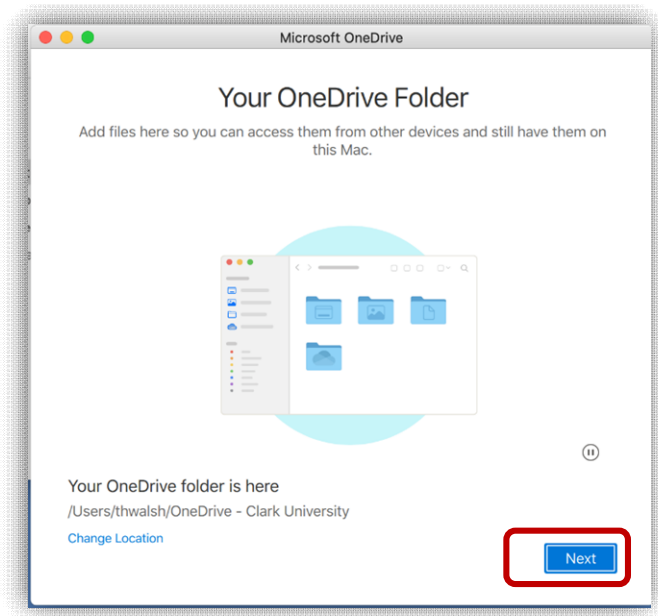 Microsoft OneDrive
Your OneDrive Folder
Add files here so you can access them from other devices and still have them on
this Mac.
Your OneDrive folder is here
/Users/thwalsh/OneDrive - Clark University
Change Location
Next